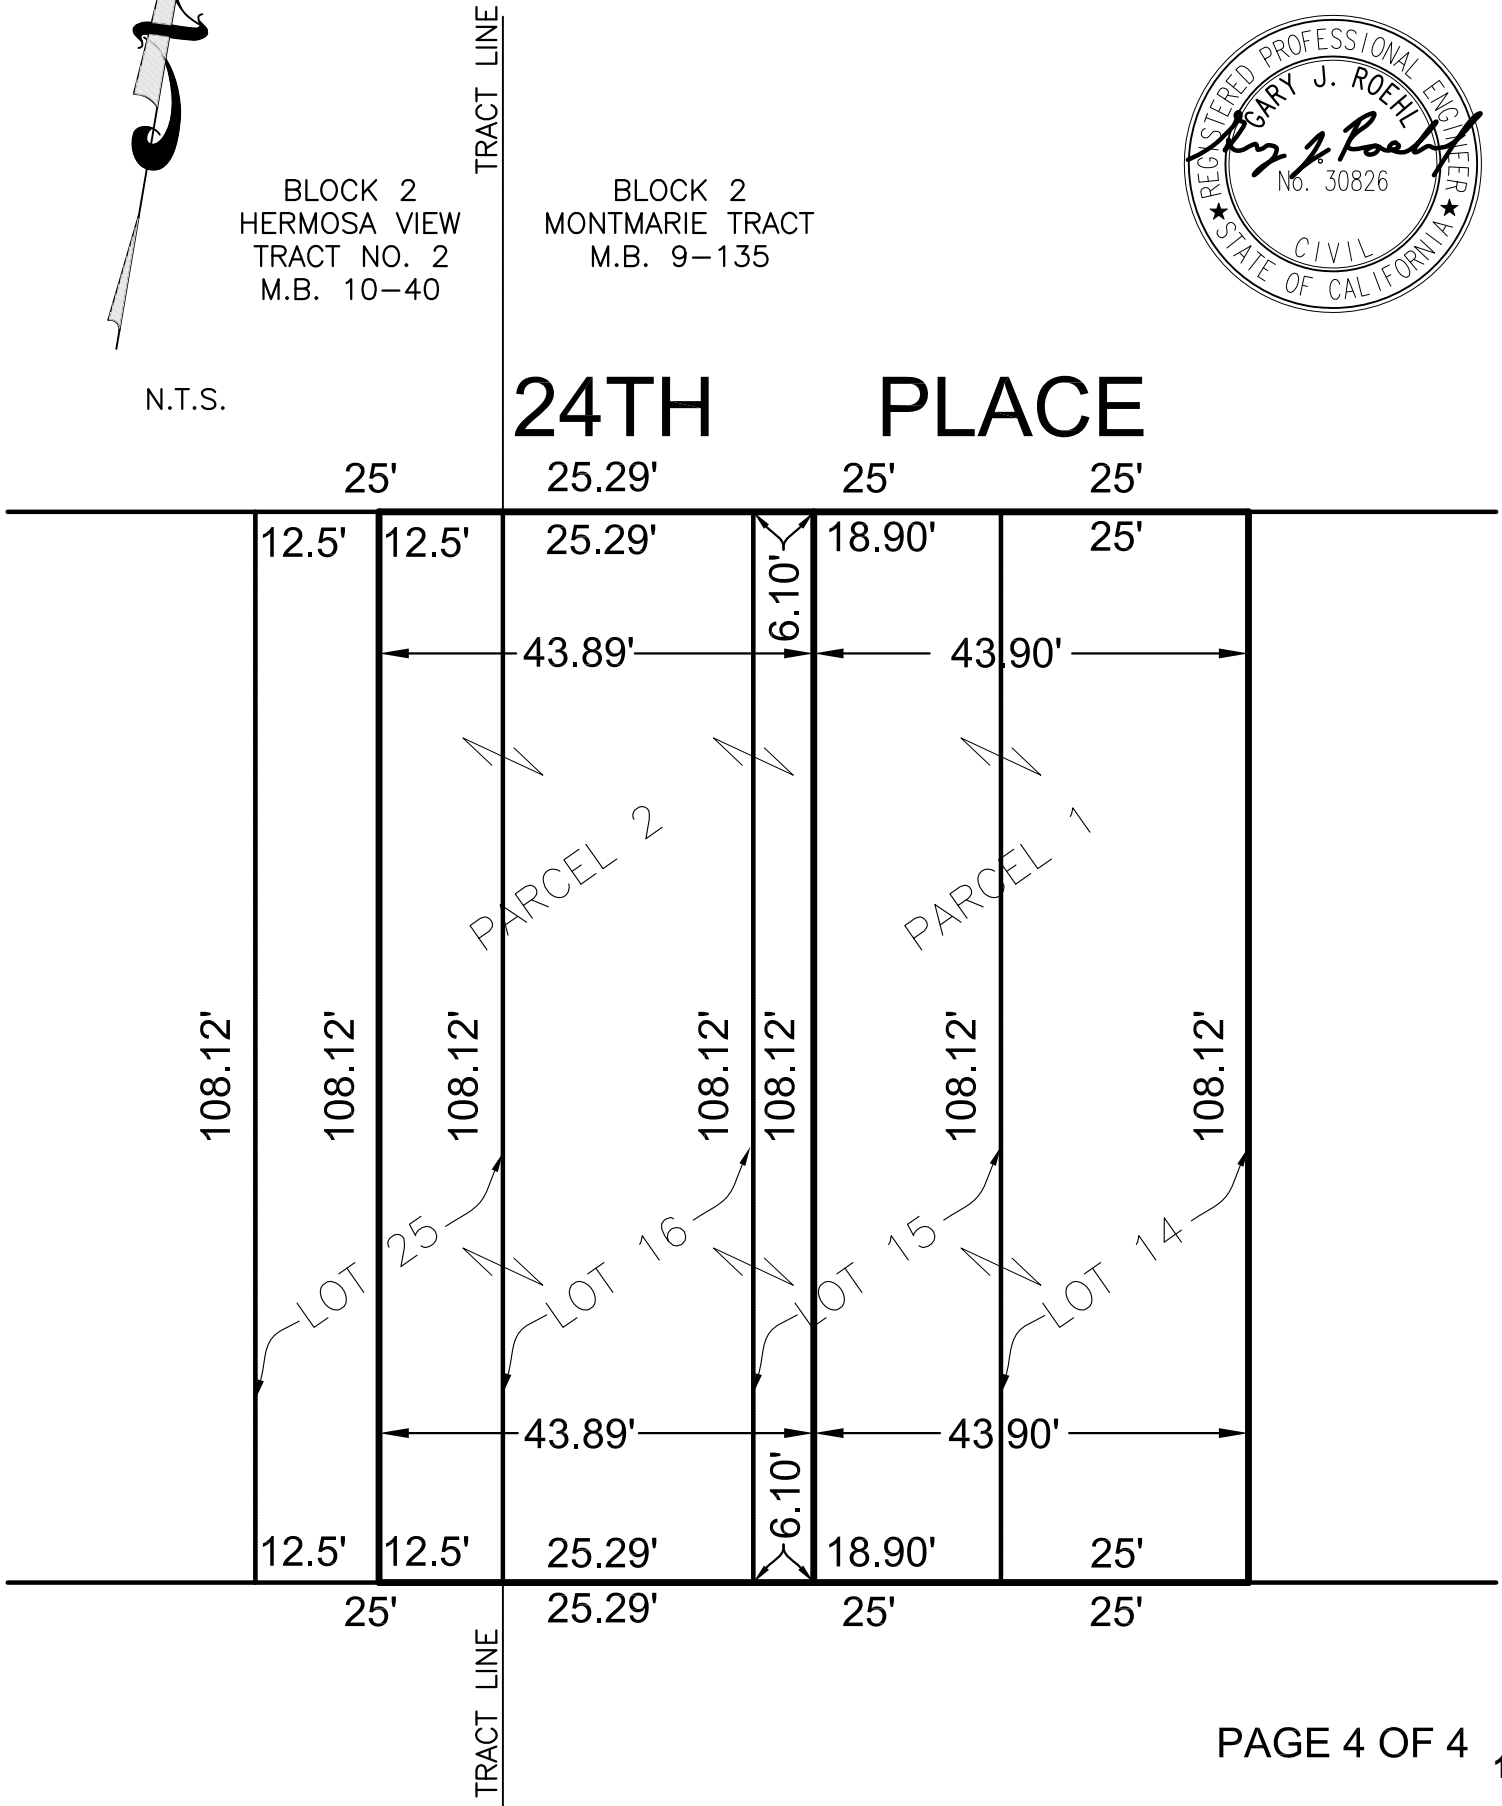 TRACT LINE
REGISTERED PROFESSIONAL ENGINEER
GARY J. ROEHL
Gary J. Roehl
No. 30826
CIVIL
★ STATE OF CALIFORNIA ★
BLOCK 2
HERMOSA VIEW
TRACT NO. 2
M.B. 10-40
BLOCK 2
MONTMARIE TRACT
M.B. 9-135
N.T.S.
24TH PLACE
25' 25.29' 25' 25'
12.5' 12.5' 25.29' 6.10' 18.90' 25'
43.89' 43.90'
PARCEL 2 PARCEL 1
108.12' 108.12' 108.12' 108.12' 108.12' 108.12' 108.12'
LOT 25 LOT 16 LOT 15 LOT 14
43.89' 43.90'
12.5' 12.5' 25.29' 6.10' 18.90' 25'
25' 25.29' 25' 25'
TRACT LINE
PAGE 4 OF 4